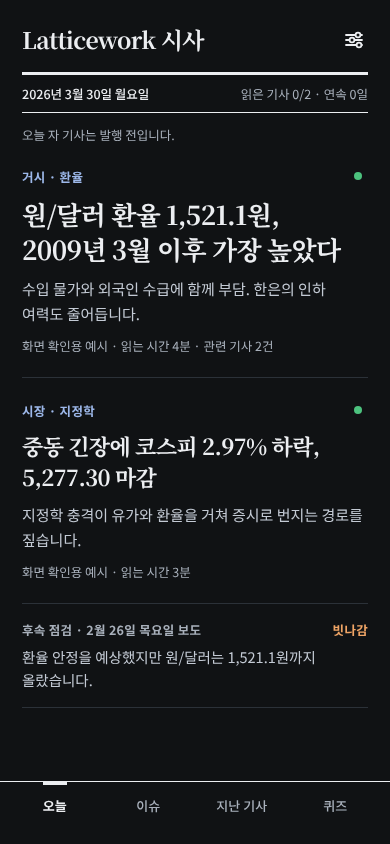 Latticework 시사
2026년 3월 30일 월요일
읽은 기사 0/2 · 연속 0일
오늘 자 기사는 발행 전입니다.
거시 · 환율
원/달러 환율 1,521.1원,
2009년 3월 이후 가장 높았다
수입 물가와 외국인 수급에 함께 부담. 한은의 인하
여력도 줄어듭니다.
화면 확인용 예시 · 읽는 시간 4분 · 관련 기사 2건
시장 · 지정학
중동 긴장에 코스피 2.97% 하락,
5,277.30 마감
지정학 충격이 유가와 환율을 거쳐 증시로 번지는 경로를
짚습니다.
화면 확인용 예시 · 읽는 시간 3분
후속 점검 · 2월 26일 목요일 보도
빗나감
환율 안정을 예상했지만 원/달러는 1,521.1원까지
올랐습니다.
오늘
이슈
지난 기사
퀴즈